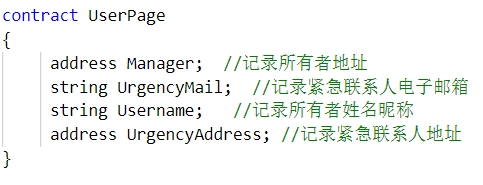 contract UserPage
{
address Manager;  //记录所有者地址
string UrgencyMail;  //记录紧急联系人电子邮箱
string Username;   //记录所有者姓名昵称
address UrgencyAddress; //记录紧急联系人地址
}